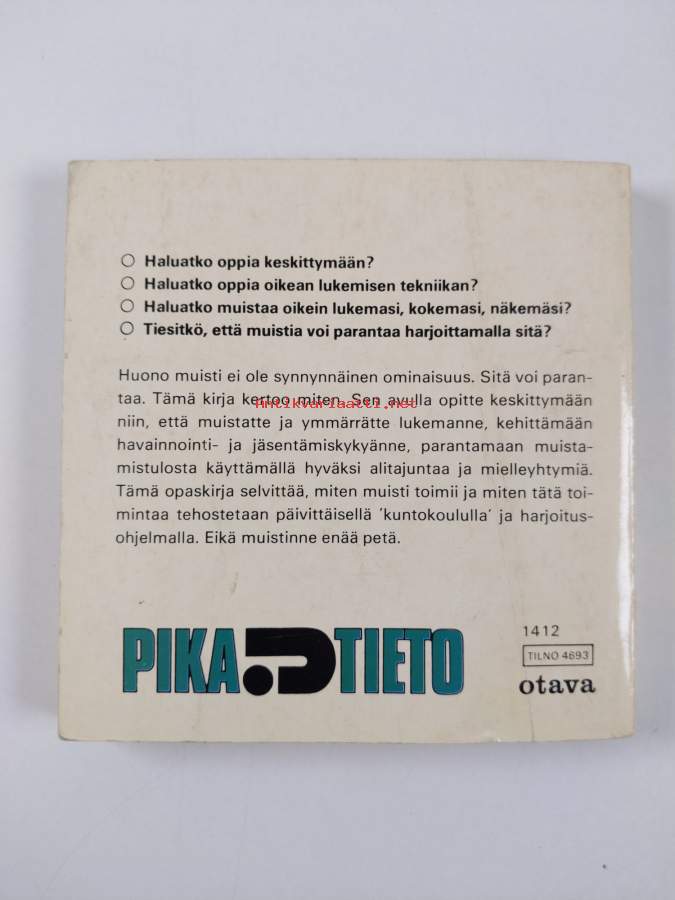 Haluatko oppia keskittymään?
Haluatko oppia oikean lukemisen tekniikan?
Haluatko muistaa oikein lukemasi, kokemasi, näkemäsi?
Tiesitkö, että muistia voi parantaa harjoittamalla sitä?
Huono muisti ei ole synnynnäinen ominaisuus. Sitä voi paran-
taa. Tämä kirja kertoo miten. Sen avulla opitte keskittymään
Antikvariaatti.net
niin, että muistatte ja ymmärrätte lukemanne, kehittämään
havainnointi- ja jäsentämiskykyänne, parantamaan muista-
mistulosta käyttämällä hyväksi alitajuntaa ja mielleyhtymiä.
Tämä opaskirja selvittää, miten muisti toimii ja miten tätä toi-
mintaa tehostetaan päivittäisellä 'kuntokoululla' ja harjoitus-
ohjelmalla. Eikä muistinne enää petä.
PIKA?TIETO
1412
TILNO 4693
otava